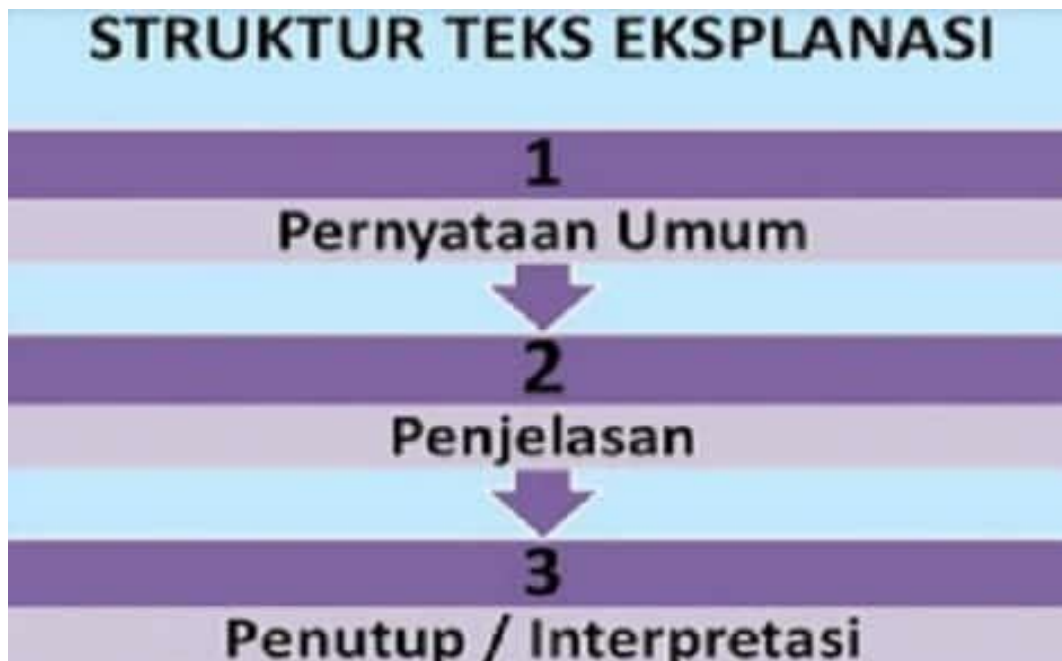 STRUKTUR TEKS EKSPLANASI
1
Pernyataan Umum
2
Penjelasan
3
Penutup / Interpretasi